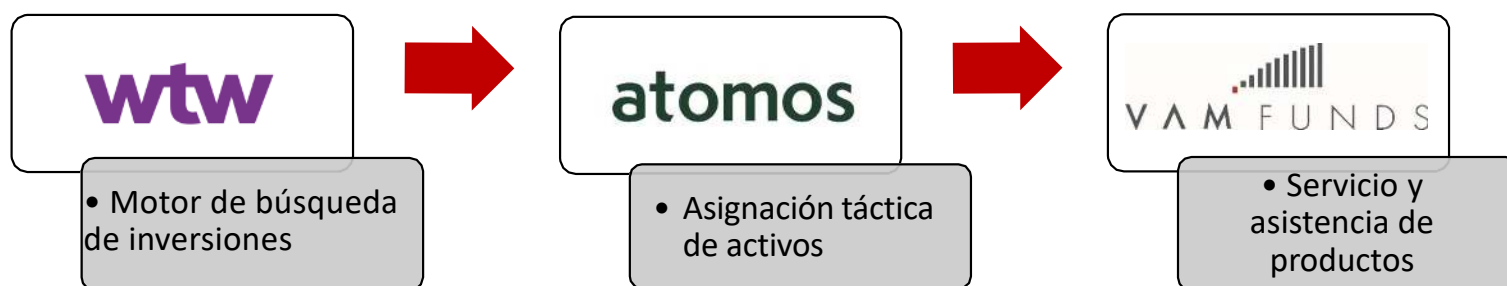 wtw
• Motor de búsqueda
de inversiones
atomos
• Asignación táctica
de activos
VAM FUNDS
• Servicio y
asistencia de
productos